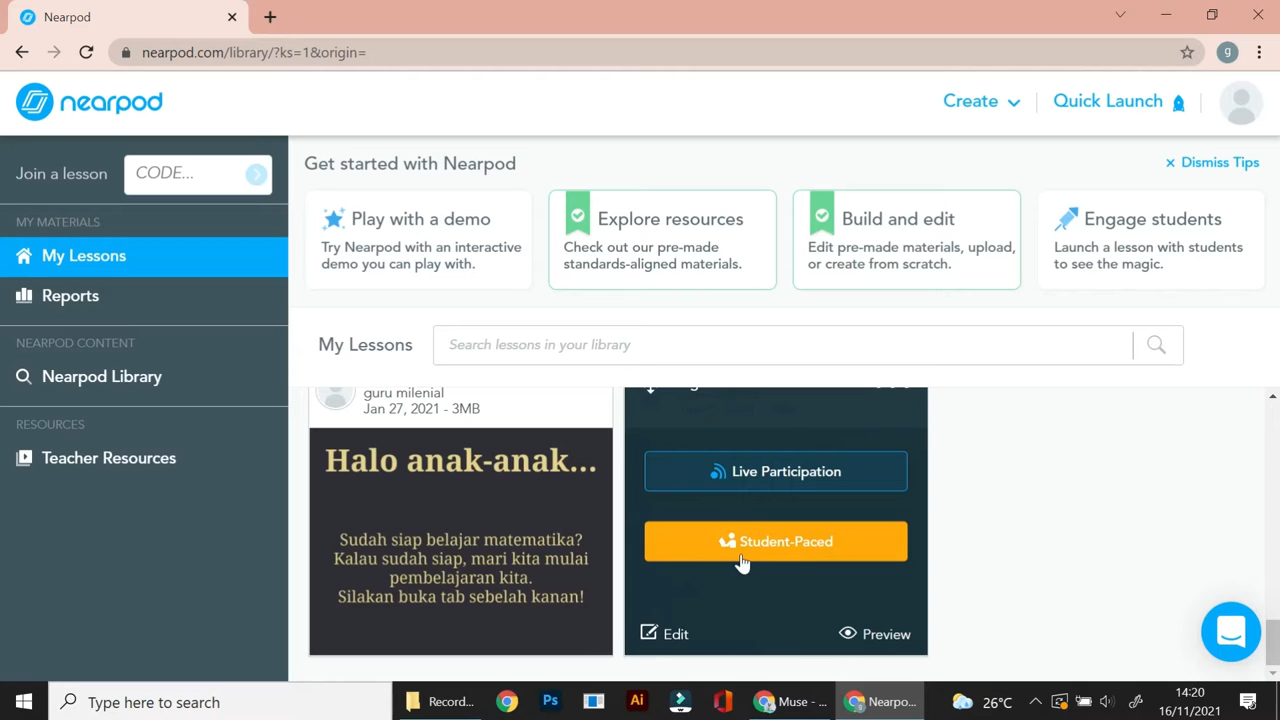 Nearpod
nearpod.com/library/?ks=1&origin=
g
nearpod
Create
Quick Launch
Join a lesson
CODE...
MY MATERIALS
My Lessons
Reports
NEARPOD CONTENT
Nearpod Library
RESOURCES
Teacher Resources
Get started with Nearpod
× Dismiss Tips
Play with a demo
Try Nearpod with an interactive
demo you can play with.
Explore resources
Check out our pre-made
standards-aligned materials.
Build and edit
Edit pre-made materials, upload,
or create from scratch.
Engage students
Launch a lesson with students
to see the magic.
My Lessons
Search lessons in your library
guru milenial
Jan 27, 2021 - 3MB
Halo anak-anak...
Sudah siap belajar matematika?
Kalau sudah siap, mari kita mulai
pembelajaran kita.
Silakan buka tab sebelah kanan!
Live Participation
Student-Paced
Edit
Preview
Type here to search
Record...
Ps
Ai
Muse - ...
Nearpo...
26°C
14:20
16/11/2021